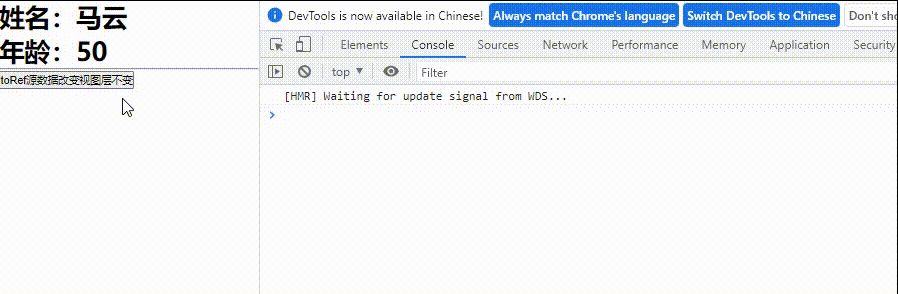 姓名：马云
年龄：50
toRef源数据改变视图层不变
DevTools is now available in Chinese! Always match Chrome's language Switch DevTools to Chinese Don't sho
Elements Console Sources Network Performance Memory Application Security
top ▼ Filter
[HMR] Waiting for update signal from WDS...
>